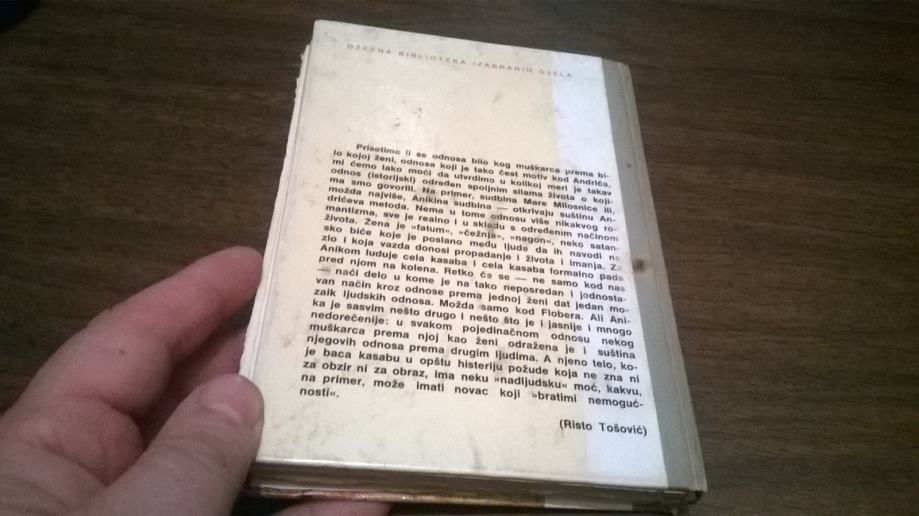 DŽEPNA BIBLIOTEKA IZABRANIH DJELA
Prisetimo li se odnosa bilo kog muškarca prema bi-
lo kojoj ženi, odnosa koji je tako čest motiv kod Andrića,
mi ćemo lako moći da utvrdimo u kolikoj meri je takav
odnos (istorijski) određen spoljnim silama života o koji-
ma smo govorili. Na primer, sudbina Mare Milosnice ili,
možda najviše, Anikina sudbina — otkrivaju suštinu An-
drićeva metoda. Nema u tome odnosu više nikakvog ro-
mantizma, sve je realno i u skladu s određenim načinom
života. Žena je »fatum«, »čežnja«, »nagon«, neko satan-
sko biće koje je poslano među ljude da ih navodi na
zlo i koja vazda donosi propadanje i života i imanja. Za
Anikom luduje cela kasaba i cela kasaba formalno pada
pred njom na kolena. Retko će se — ne samo kod nas
— naći delo u kome je na tako neposredan i jednosta-
van način kroz odnose prema jednoj ženi dat jedan mo-
zaik ljudskih odnosa. Možda samo kod Flobera. Ali Ani-
ka je sasvim nešto drugo i nešto što je i jasnije i mnogo
nedorečenije: u svakom pojedinačnom odnosu nekog
muškarca prema njoj kao ženi odražena je i suština
njegovih odnosa prema drugim ljudima. A njeno telo, ko-
je baca kasabu u opštu histeriju požude koja ne zna ni
za obzir ni za obraz, ima neku »nadljudsku« moć, kakvu,
na primer, može imati novac koji »bratimi nemoguć-
nosti«.
(Risto Tošović)